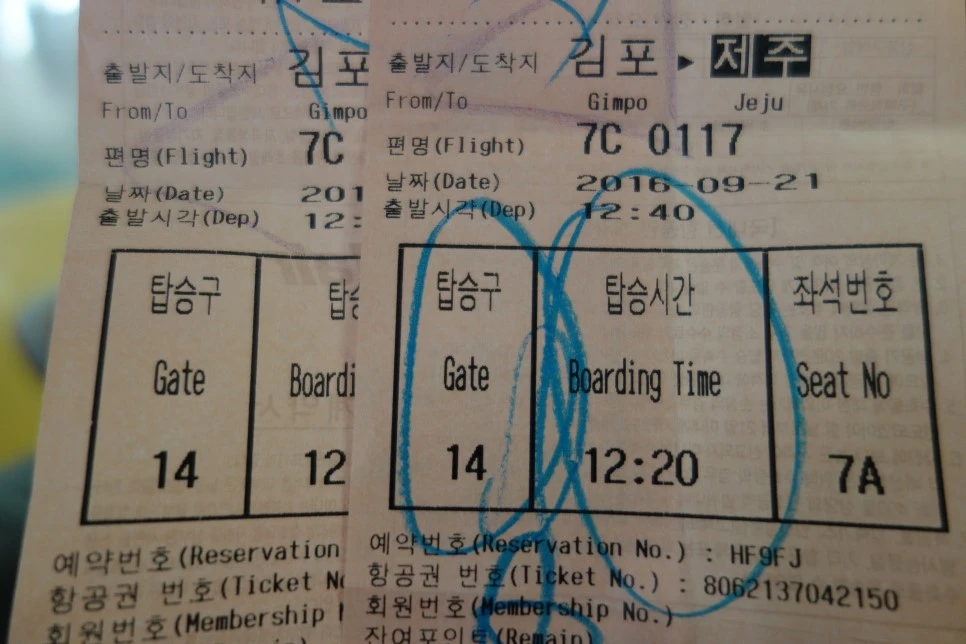 출발지/도착지 김포
From/To Gimpo
편명(Flight) 7C
날짜(Date) 201
출발시각(Dep) 12:
탑승구
Gate Boardi
14 12
예약번호(Reservation
항공권 번호(Ticket No
회원번호(Membership
출발지/도착지 김포 ▶ 제주
From/To Gimpo Jeju
편명(Flight) 7C 0117
날짜(Date) 2016-09-21
출발시각(Dep) 12:40
탑승구 탑승시간 좌석번호
Gate Boarding Time Seat No
14 12:20 7A
예약번호(Reservation No.) : HF9FJ
항공권 번호(Ticket No.) : 8062137042150
회원번호(Membership No.)
잔여포인트(Remain)